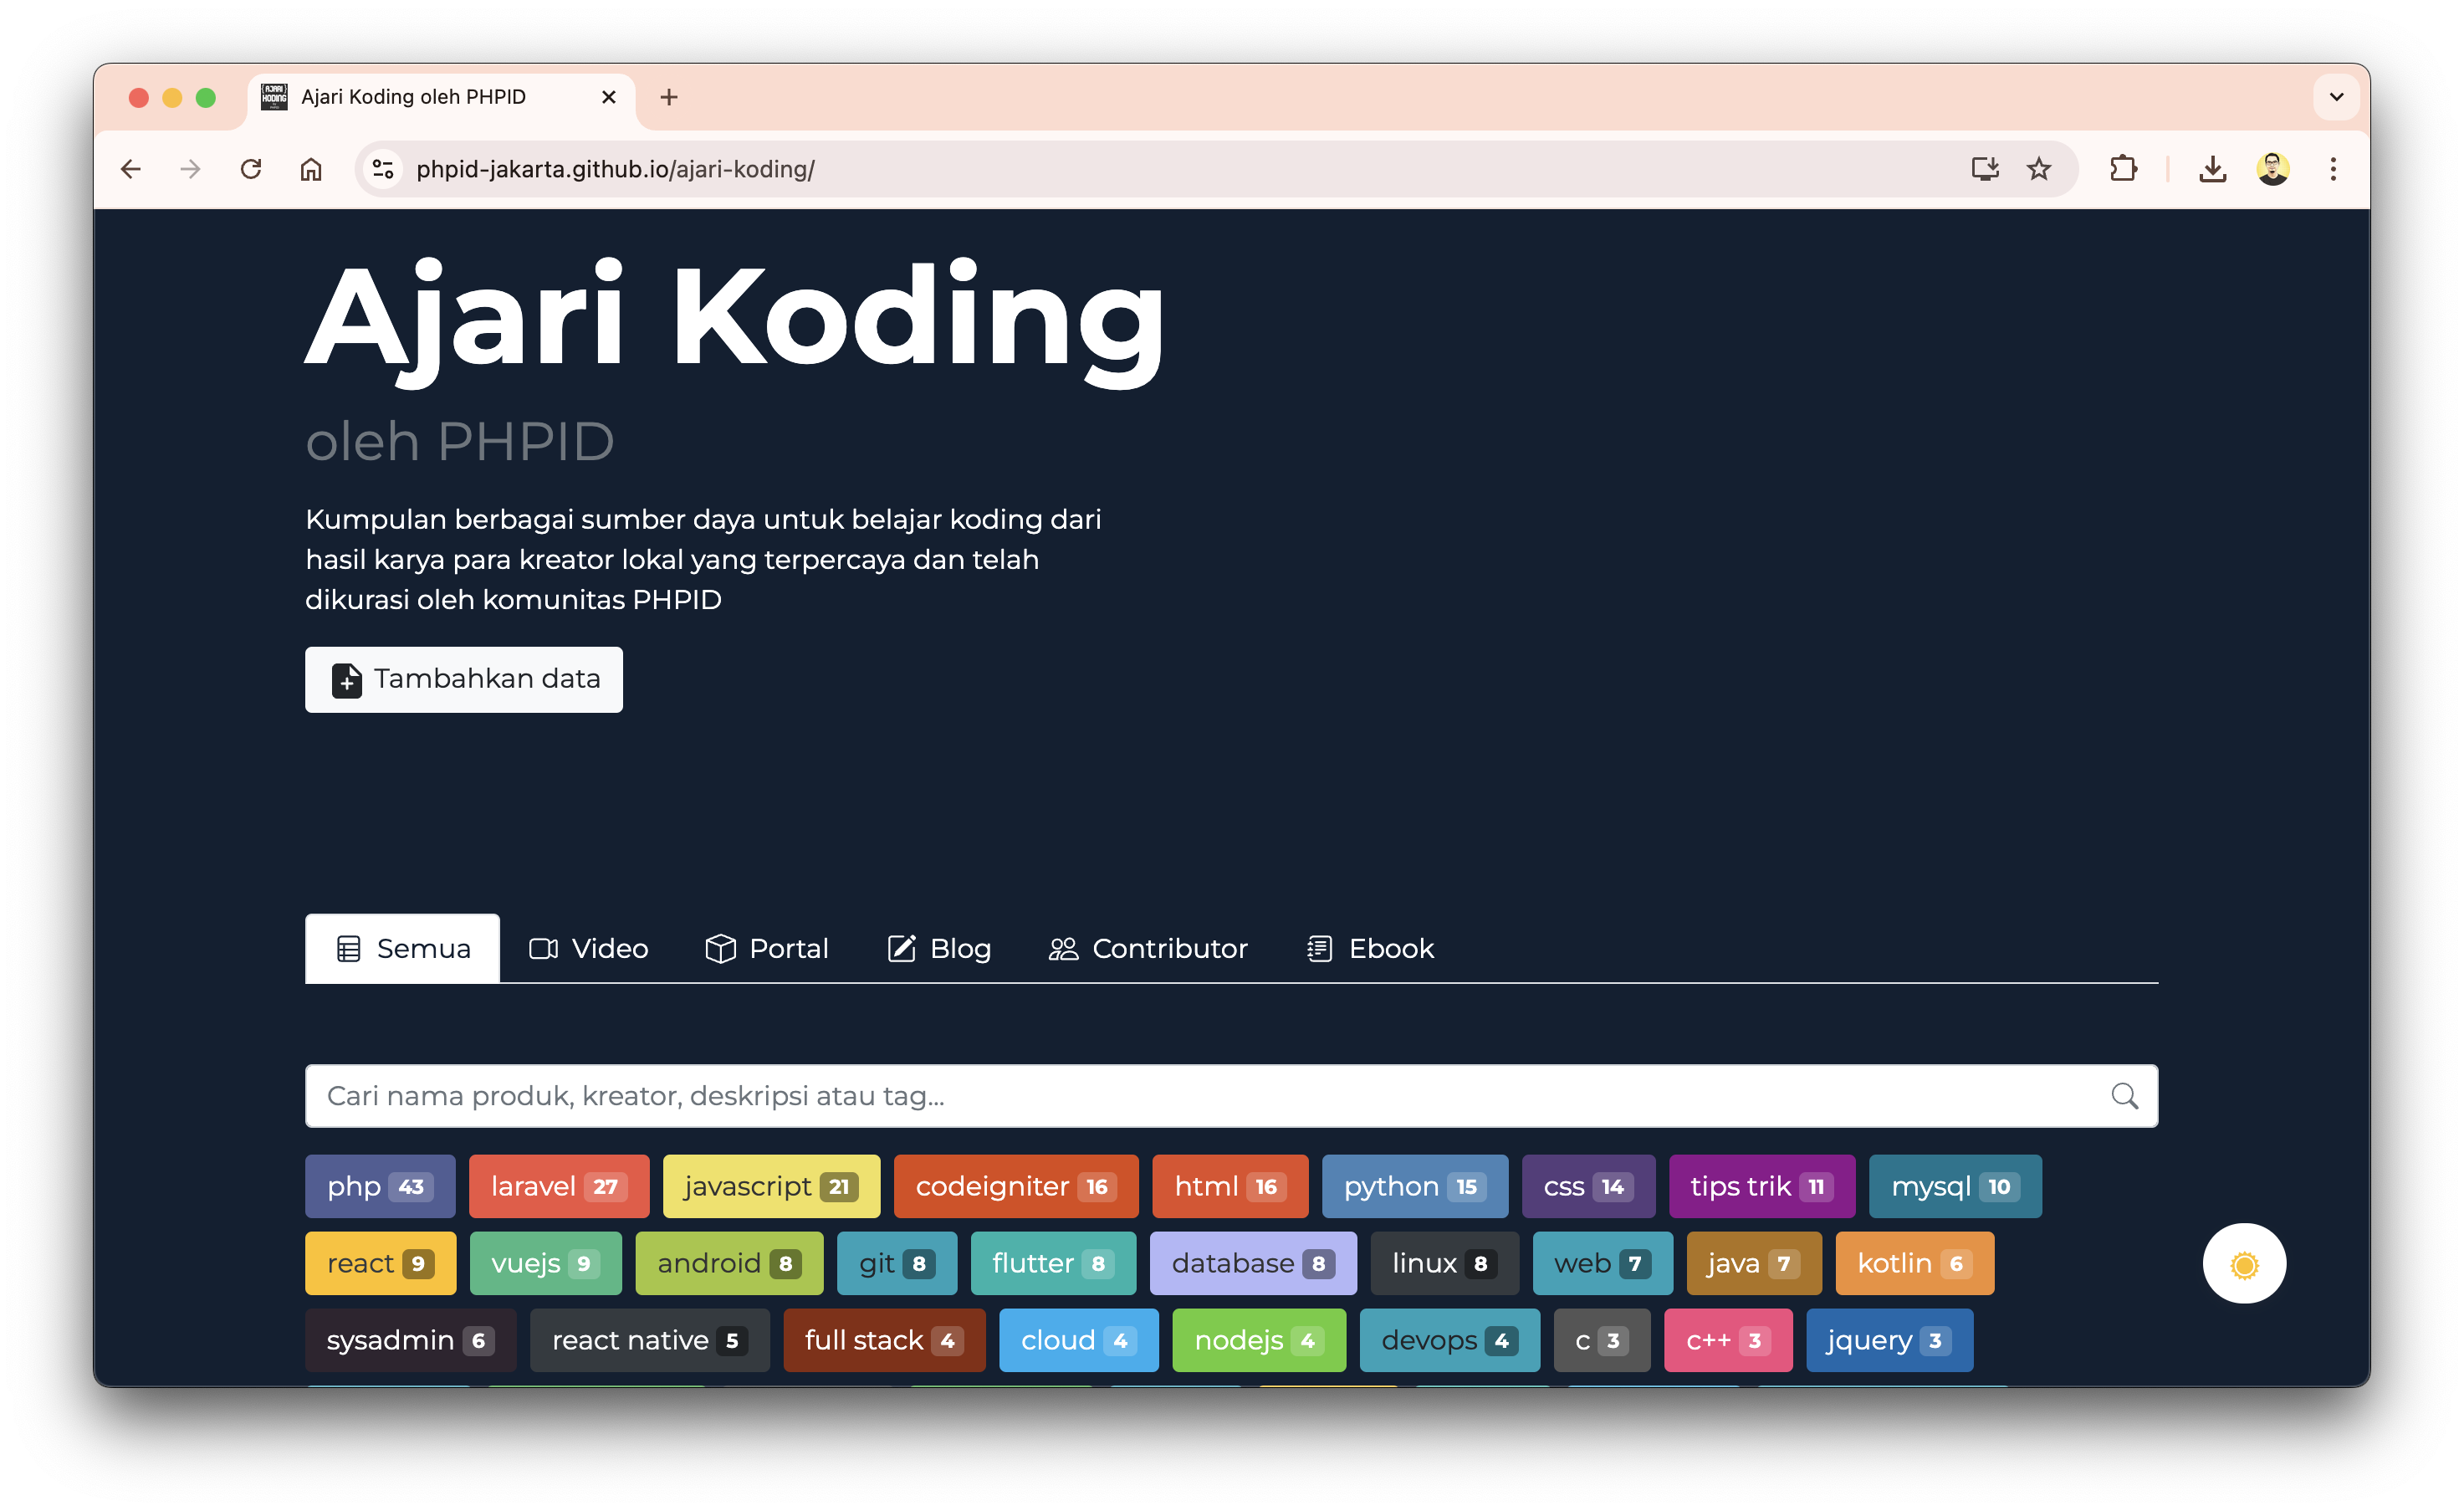 Ajari Koding oleh PHPID
phpid-jakarta.github.io/ajari-koding/
Ajari Koding
oleh PHPID
Kumpulan berbagai sumber daya untuk belajar koding dari
hasil karya para kreator lokal yang terpercaya dan telah
dikurasi oleh komunitas PHPID
Tambahkan data
Semua Video Portal Blog Contributor Ebook
Cari nama produk, kreator, deskripsi atau tag...
php 43 laravel 27 javascript 21 codeigniter 16 html 16 python 15 css 14 tips trik 11 mysql 10
react 9 vuejs 9 android 8 git 8 flutter 8 database 8 linux 8 web 7 java 7 kotlin 6
sysadmin 6 react native 5 full stack 4 cloud 4 nodejs 4 devops 4 c 3 c++ 3 jquery 3